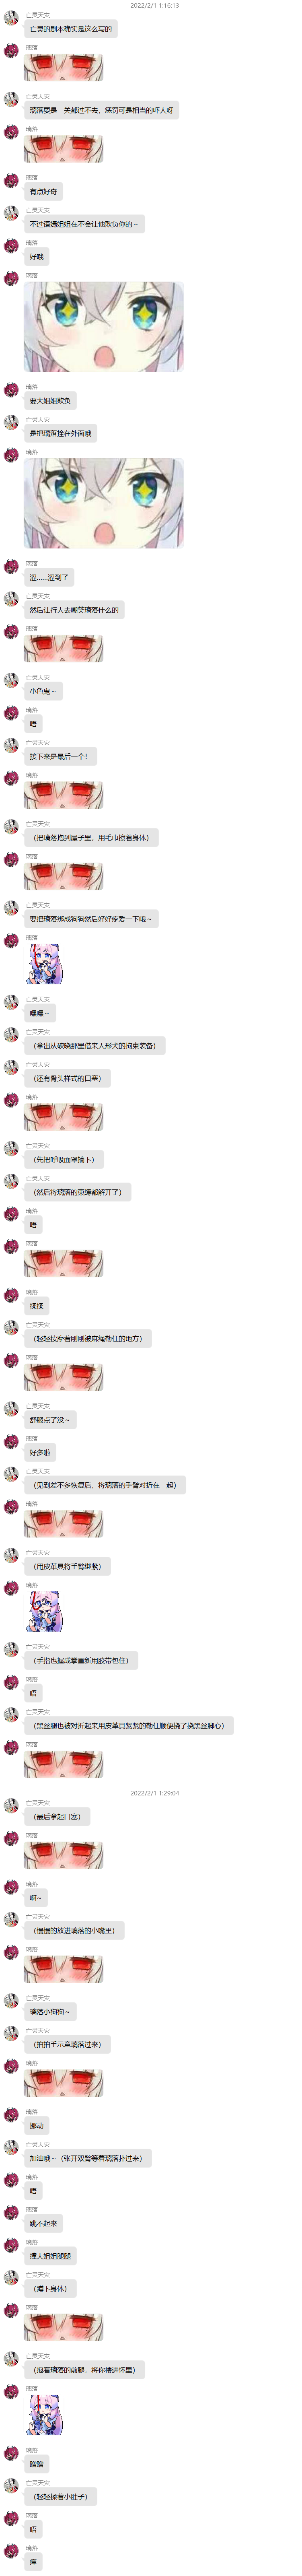 2022/2/1 1:16:13
亡灵天灾
亡灵的剧本确实是这么写的
璃落
亡灵天灾
璃落要是一关都过不去，惩罚可是相当的吓人呀
璃落
璃落
有点好奇
亡灵天灾
不过语嫣姐姐在不会让他欺负你的～
璃落
好哦
璃落
璃落
要大姐姐欺负
亡灵天灾
是把璃落拴在外面哦
璃落
璃落
涩……涩到了
亡灵天灾
然后让行人去嘲笑璃落什么的
璃落
亡灵天灾
小色鬼～
璃落
唔
亡灵天灾
接下来是最后一个！
璃落
亡灵天灾
（把璃落抱到屋子里，用毛巾擦着身体）
璃落
亡灵天灾
要把璃落绑成狗狗然后好好疼爱一下哦～
璃落
亡灵天灾
嘿嘿～
亡灵天灾
（拿出从破晓那里借来人形犬的拘束装备）
亡灵天灾
（还有骨头样式的口塞）
璃落
亡灵天灾
（先把呼吸面罩摘下）
亡灵天灾
（然后将璃落的束缚都解开了）
璃落
唔
璃落
璃落
揉揉
亡灵天灾
（轻轻按摩着刚刚被麻绳勒住的地方）
璃落
亡灵天灾
舒服点了没～
璃落
好多啦
亡灵天灾
（见到差不多恢复后，将璃落的手臂对折在一起）
璃落
亡灵天灾
（用皮革具将手臂绑紧）
璃落
亡灵天灾
（手指也握成拳重新用胶带包住）
璃落
唔
亡灵天灾
（黑丝腿也被对折起来用皮革具紧紧的勒住顺便挠了挠黑丝脚心）
璃落
2022/2/1 1:29:04
亡灵天灾
（最后拿起口塞）
璃落
璃落
啊~
亡灵天灾
（慢慢的放进璃落的小嘴里）
璃落
亡灵天灾
璃落小狗狗～
亡灵天灾
（拍拍手示意璃落过来）
璃落
璃落
挪动
亡灵天灾
加油哦～（张开双臂等着璃落扑过来）
璃落
唔
璃落
跳不起来
璃落
撞大姐姐腿腿
亡灵天灾
（蹲下身体）
璃落
亡灵天灾
（抱着璃落的前腿，将你搂进怀里）
璃落
璃落
蹭蹭
亡灵天灾
（轻轻揉着小肚子）
璃落
唔
璃落
痒